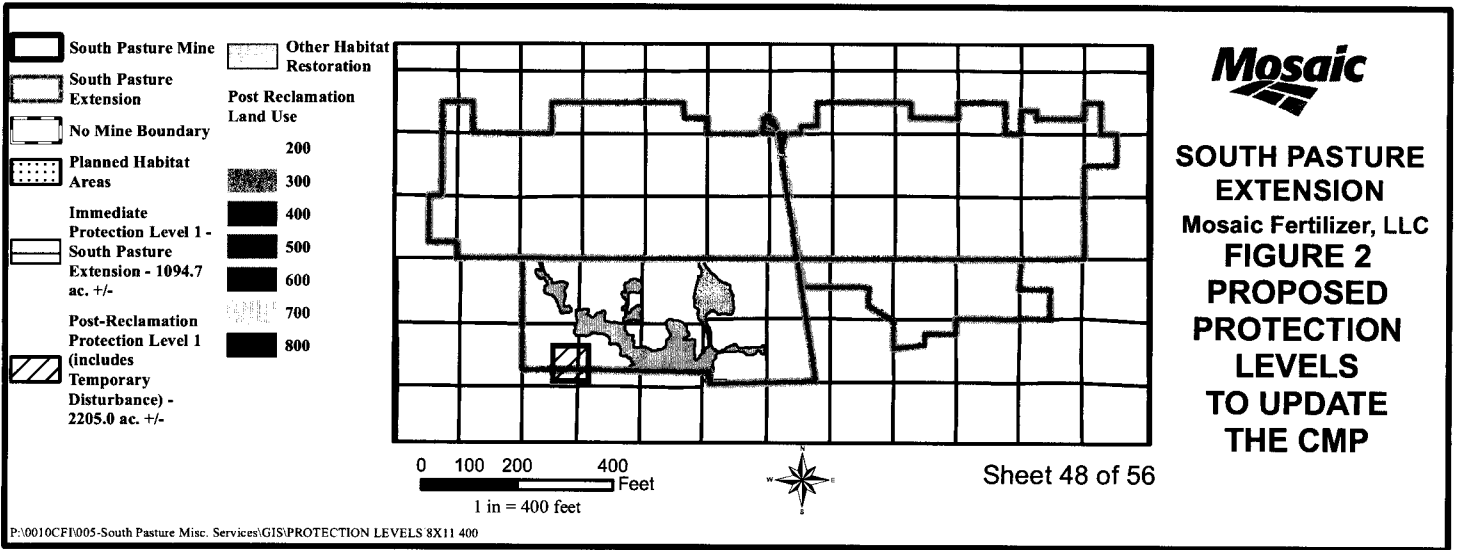 South Pasture Mine
South Pasture
Extension
No Mine Boundary
Planned Habitat
Areas
Immediate
Protection Level 1 -
South Pasture
Extension - 1094.7
ac. +/-
Post-Reclamation
Protection Level 1
(includes
Temporary
Disturbance) -
2205.0 ac. +/-
Other Habitat
Restoration
Post Reclamation
Land Use
200
300
400
500
600
700
800
0 100 200 400
Feet
1 in = 400 feet
N
W E
S
Sheet 48 of 56
Mosaic
SOUTH PASTURE
EXTENSION
Mosaic Fertilizer, LLC
FIGURE 2
PROPOSED
PROTECTION
LEVELS
TO UPDATE
THE CMP
P:\0010CFI\005-South Pasture Misc. Services\GIS\PROTECTION LEVELS 8X11 400